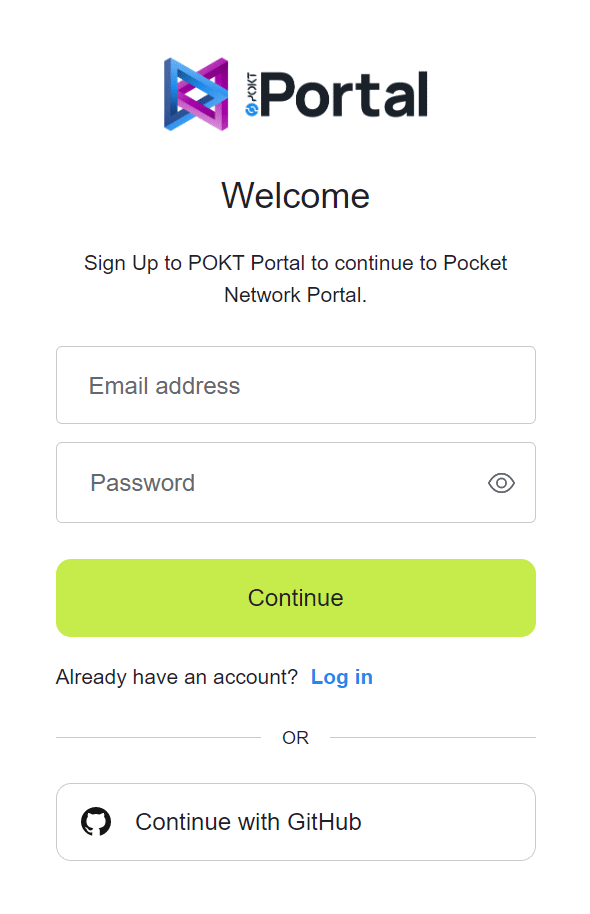 POKT Portal
Welcome
Sign Up to POKT Portal to continue to Pocket
Network Portal.
Email address
Password
Continue
Already have an account? Log in
OR
Continue with GitHub